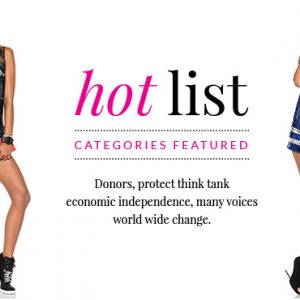 hot list
CATEGORIES FEATURED
Donors, protect think tank
economic independence, many voices
world wide change.